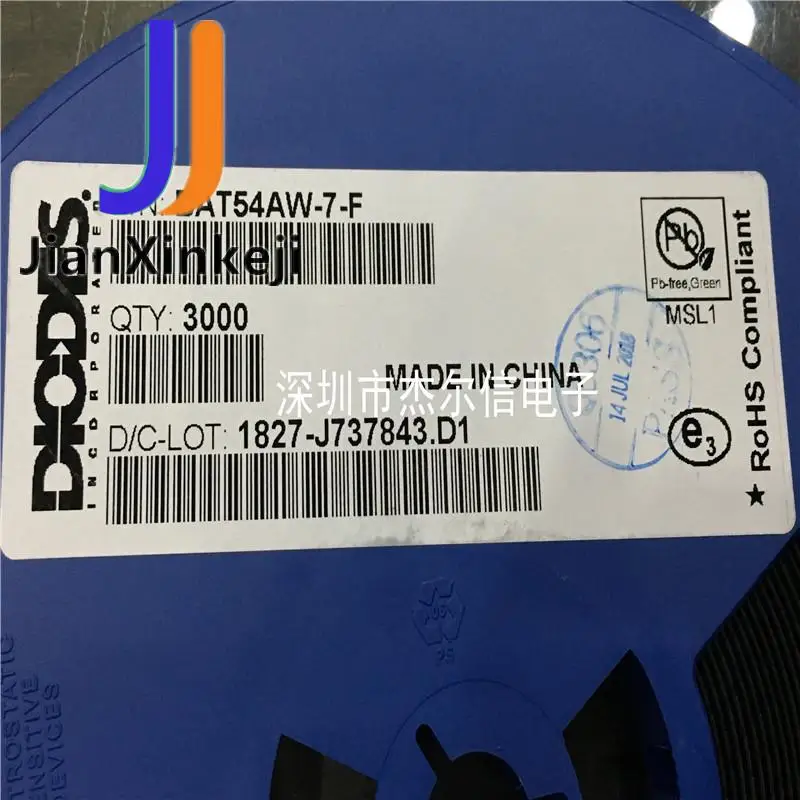 JJ
P/N: BAT54AW-7-F
JianXinkeji
DIODES®
INCORPORATED
QTY: 3000
MADE IN CHINA
深圳市杰尔信电子
D/C-LOT: 1827-J737843.D1
Pb
Pb-free,Green
MSL1
★ RoHS Compliant
e3
14 JUL 2018
PS
SENSITIVE
DEVICES